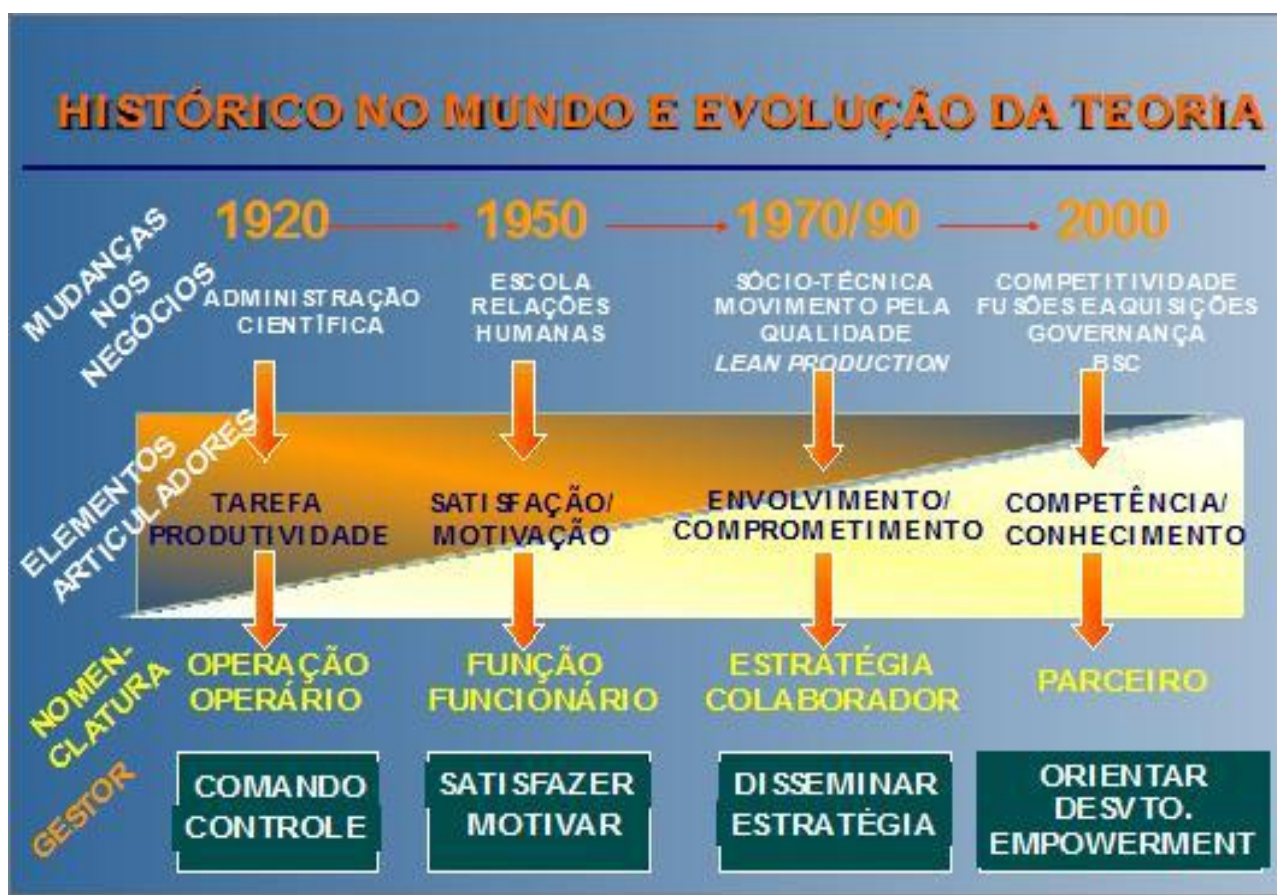 HISTÓRICO NO MUNDO E EVOLUÇÃO DA TEORIA
MUDANÇAS
NOS
NEGÓCIOS
1920
1950
1970/90
2000
ADMINISTRAÇÃO
CIENTÍFICA
ESCOLA
RELAÇÕES
HUMANAS
SÓCIO-TÉCNICA
MOVIMENTO PELA
QUALIDADE
LEAN PRODUCTION
COMPETITIVIDADE
FUSÕES E AQUISIÇÕES
GOVERNANÇA
BSC
ELEMENTOS
ARTICULADORES
TAREFA
PRODUTIVIDADE
SATISFAÇÃO/
MOTIVAÇÃO
ENVOLVIMENTO/
COMPROMETIMENTO
COMPETÊNCIA/
CONHECIMENTO
NOMEN-
CLATURA
OPERAÇÃO
OPERÁRIO
FUNÇÃO
FUNCIONÁRIO
ESTRATÉGIA
COLABORADOR
PARCEIRO
GESTOR
COMANDO
CONTROLE
SATISFAZER
MOTIVAR
DISSEMINAR
ESTRATÉGIA
ORIENTAR
DESVTO.
EMPOWERMENT